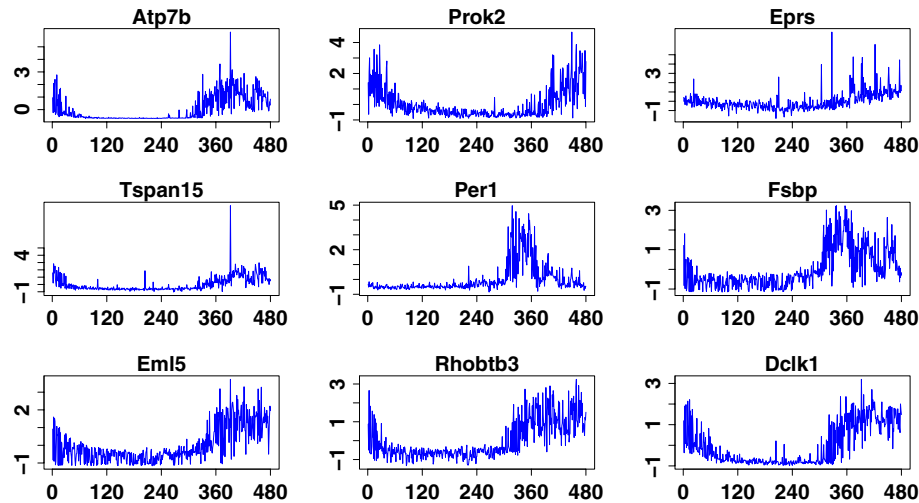 Atp7b Prok2 Eprs
0 3
−1 2 4
−1 3
0 120 240 360 480 0 120 240 360 480 0 120 240 360 480
Tspan15 Per1 Fsbp
−1 4
−1 2 5
−1 1 3
0 120 240 360 480 0 120 240 360 480 0 120 240 360 480
Eml5 Rhobtb3 Dclk1
−1 2
−1 1 3
−1 1 3
0 120 240 360 480 0 120 240 360 480 0 120 240 360 480